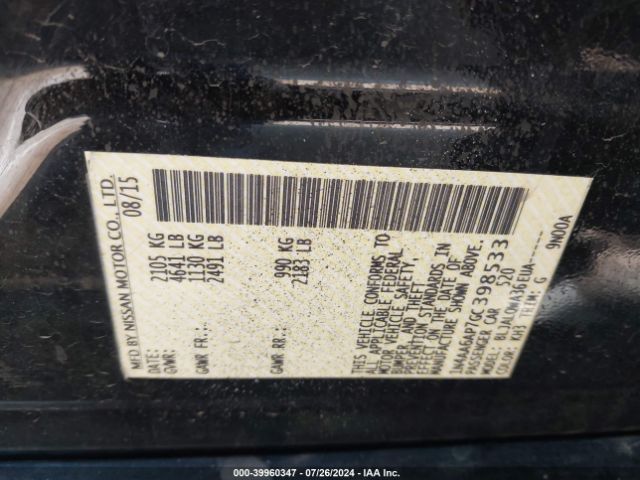 MFD BY NISSAN MOTOR CO., LTD.
DATE: 08/15
GVWR: 2105 KG
4641 LB
GAWR FR.: 1130 KG
2491 LB
GAWR RR.: 990 KG
2183 LB
THIS VEHICLE CONFORMS TO
ALL APPLICABLE FEDERAL
MOTOR VEHICLE SAFETY,
BUMPER, AND THEFT
PREVENTION STANDARDS IN
EFFECT ON THE DATE OF
MANUFACTURE SHOWN ABOVE.
1N4AA6AP7GC398533
PASSENGER CAR 520
MODEL: BLJALOWA36EUA
COLOR: KH3 TRIM: G 9N00A
000-39960347 - 07/26/2024 - IAA Inc.